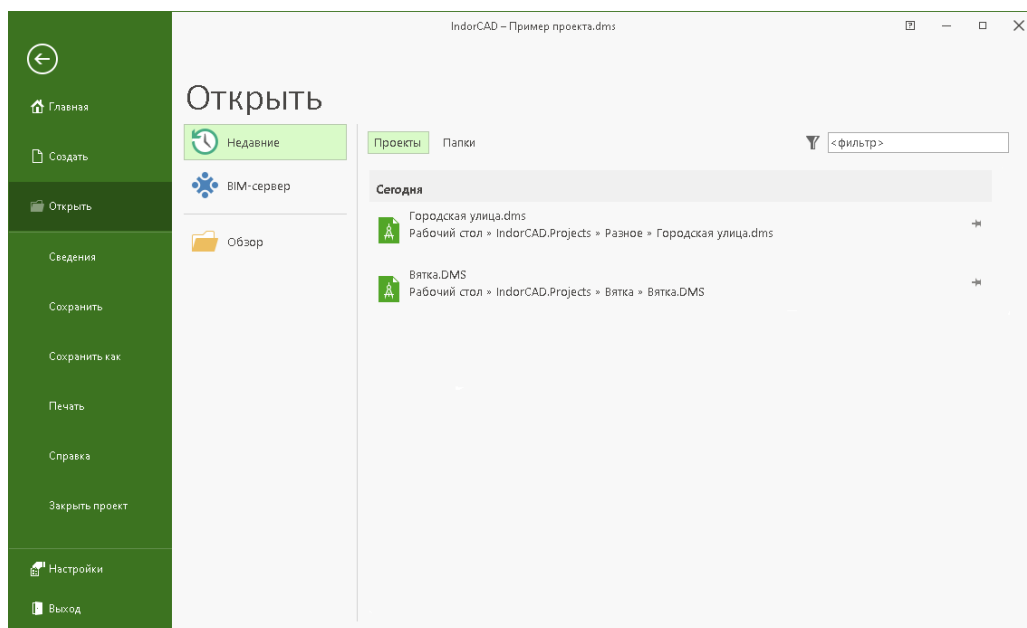 IndorCAD – Пример проекта.dms
Главная
Создать
Открыть
Сведения
Сохранить
Сохранить как
Печать
Справка
Закрыть проект
Настройки
Выход
Открыть
Недавние
BIM-сервер
Обзор
Проекты Папки
<фильтр>
Сегодня
Городская улица.dms
Рабочий стол » IndorCAD.Projects » Разное » Городская улица.dms
Вятка.DMS
Рабочий стол » IndorCAD.Projects » Вятка » Вятка.DMS